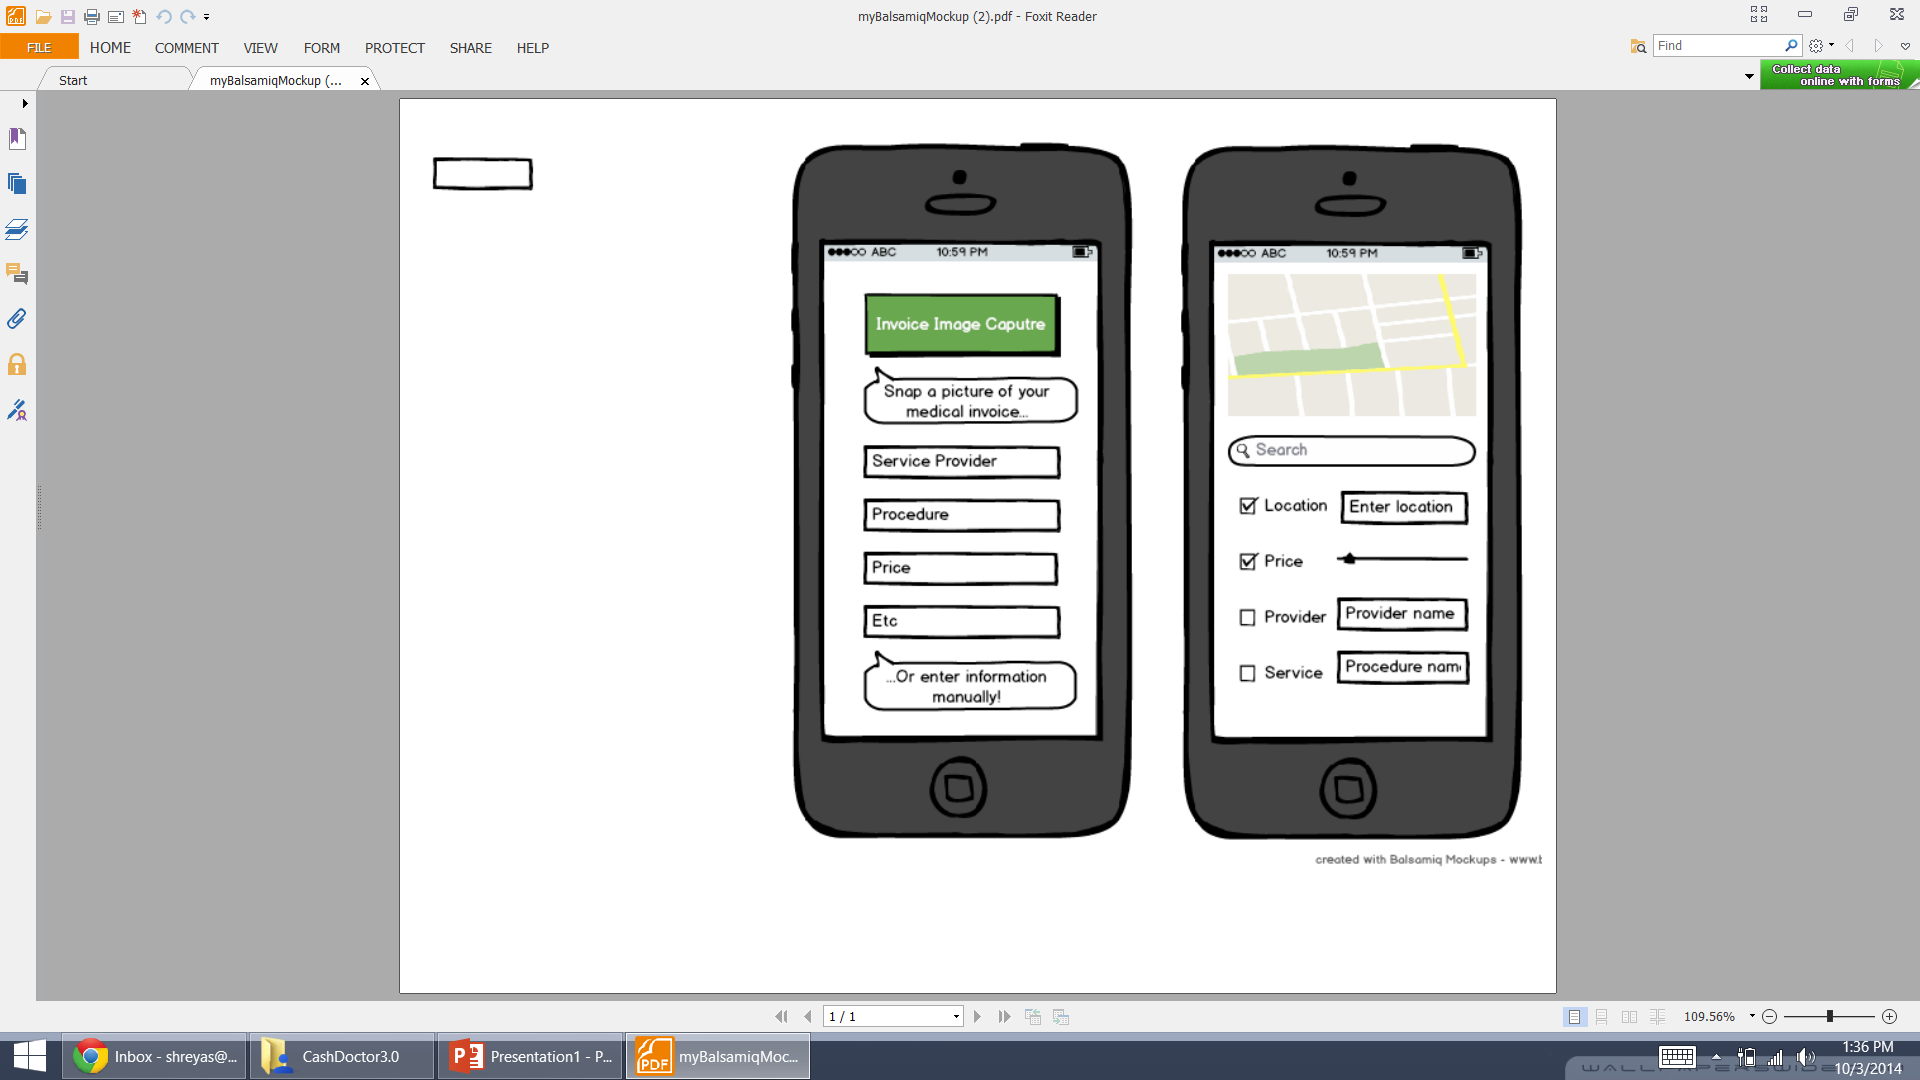 myBalsamiqMockup (2).pdf - Foxit Reader
FILE HOME COMMENT VIEW FORM PROTECT SHARE HELP
Find
Start
myBalsamiqMockup (...
Collect data
online with forms
ABC 10:59 PM
Invoice Image Caputre
Snap a picture of your
medical invoice...
Service Provider
Procedure
Price
Etc
...Or enter information
manually!
ABC 10:59 PM
Search
Location Enter location
Price
Provider Provider name
Service Procedure nam
created with Balsamiq Mockups - www.b
1 / 1
109.56%
Inbox - shreyas@...
CashDoctor3.0
Presentation1 - P...
myBalsamiqMoc...
1:36 PM
10/3/2014